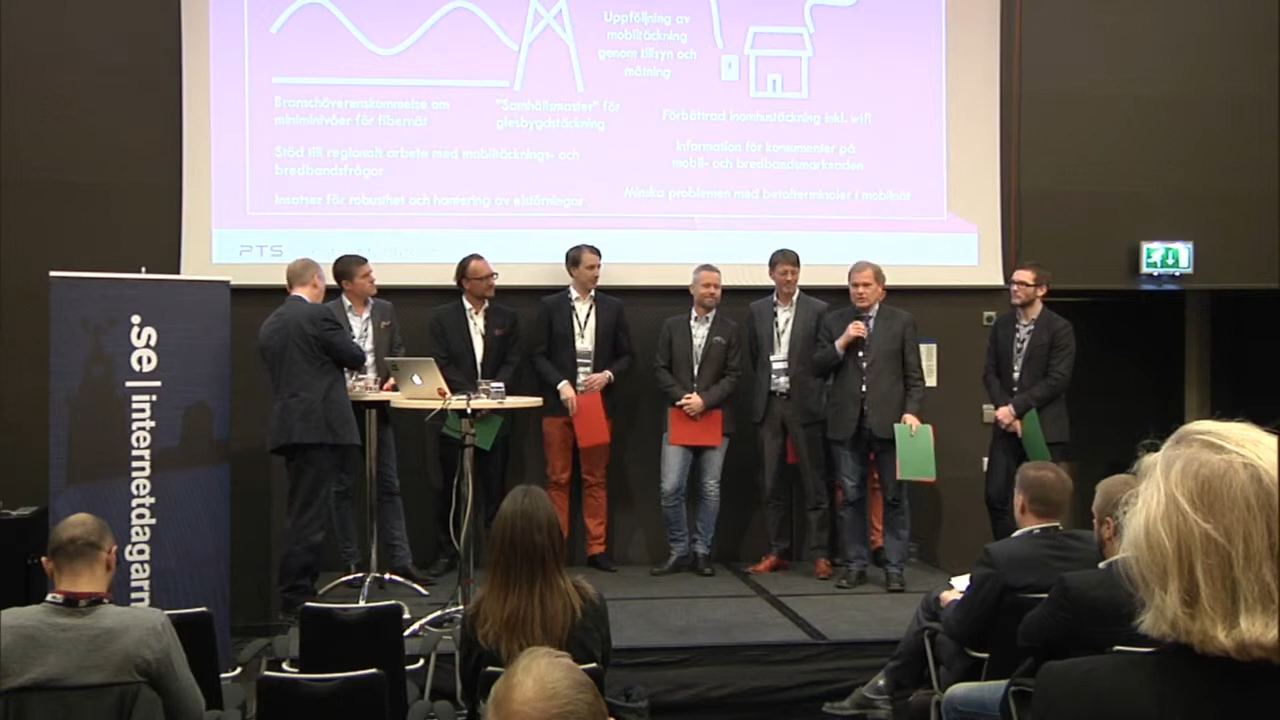 Uppföljning av
mobiltäckning
genom tillsyn och
mätning
Branschöverenskommelse om
miniminivåer för fibernät
"Samhällsmaster" för
glesbygdstäckning
Förbättrad inomhustäckning inkl. wifi
Stöd till regionalt arbete med mobiltäcknings- och
bredbandsfrågor
Information för konsumenter på
mobil- och bredbandsmarknaden
Insatser för robusthet och hantering av elstörningar
Minska problemen med betalterminaler i mobilnät
PTS
.se | internetdagarn